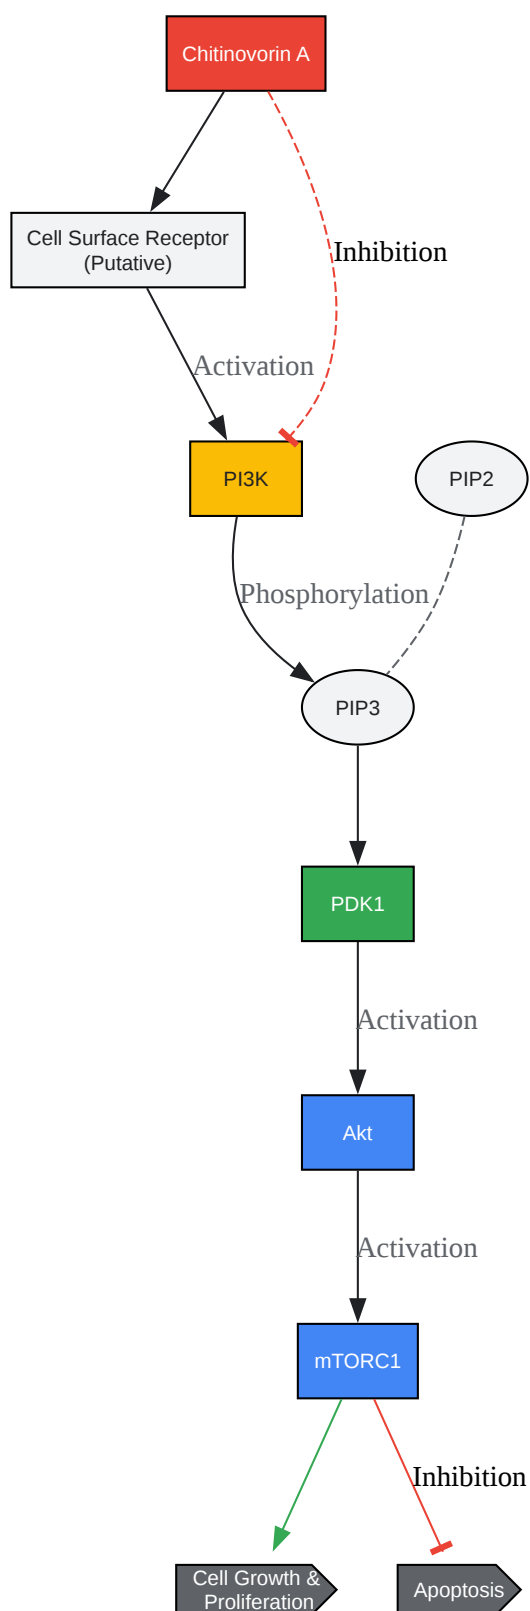 Chitinovorin A
Inhibition
Cell Surface Receptor
(Putative)
Activation
PI3K
PIP2
Phosphorylation
PIP3
PDK1
Activation
Akt
Activation
mTORC1
Inhibition
Cell Growth &
Proliferation
Apoptosis